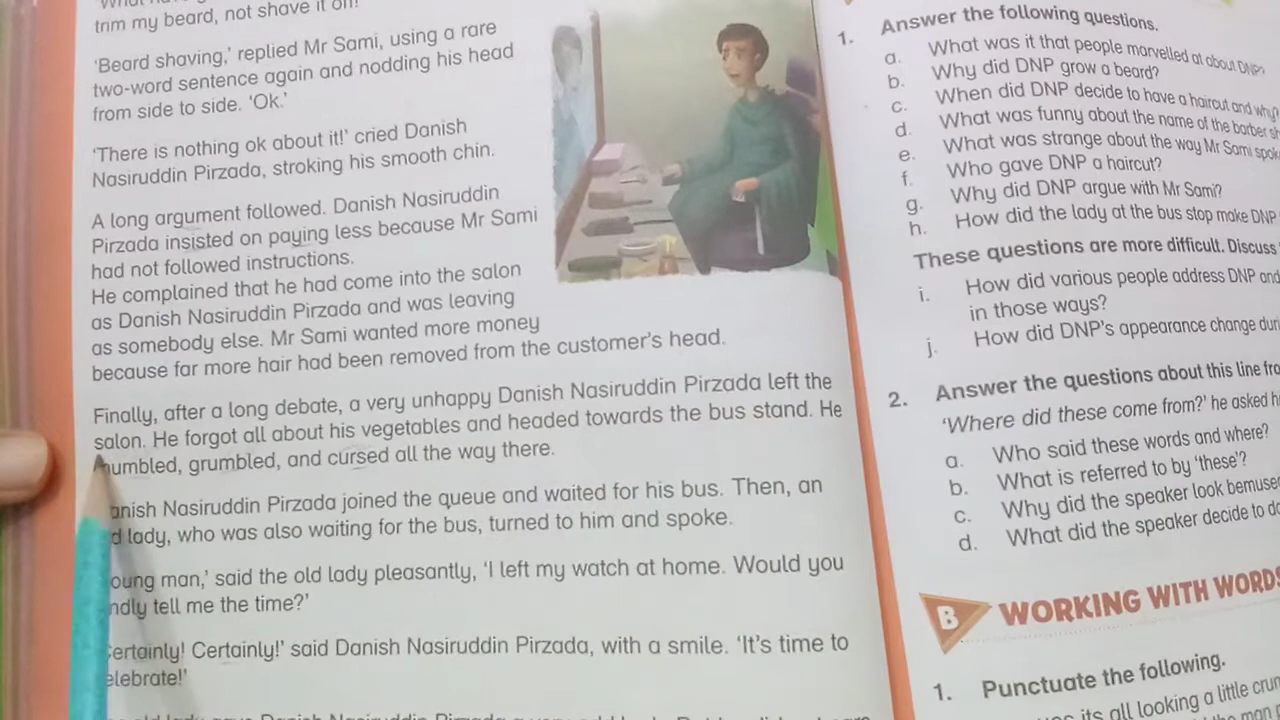 trim my beard, not shave it off!
'Beard shaving,' replied Mr Sami, using a rare
two-word sentence again and nodding his head
from side to side. 'Ok.'
'There is nothing ok about it!' cried Danish
Nasiruddin Pirzada, stroking his smooth chin.
A long argument followed. Danish Nasiruddin
Pirzada insisted on paying less because Mr Sami
had not followed instructions.
He complained that he had come into the salon
as Danish Nasiruddin Pirzada and was leaving
as somebody else. Mr Sami wanted more money
because far more hair had been removed from the customer's head.
Finally, after a long debate, a very unhappy Danish Nasiruddin Pirzada left the
salon. He forgot all about his vegetables and headed towards the bus stand. He
grumbled, and cursed all the way there.
Nasiruddin Pirzada joined the queue and waited for his bus. Then, an
lady, who was also waiting for the bus, turned to him and spoke.
man,' said the old lady pleasantly, 'I left my watch at home. Would you
tell me the time?'
Certainly!' said Danish Nasiruddin Pirzada, with a smile. 'It's time to
1. Answer the following questions.
a. What was it that people marvelled at about DNP?
b. Why did DNP grow a beard?
c. When did DNP decide to have a haircut and why?
d. What was funny about the name of the barber
e. What was strange about the way Mr Sami
f. Who gave DNP a haircut?
g. Why did DNP argue with Mr Sami?
h. How did the lady at the bus stop make DNP
These questions are more difficult. Discuss
i. How did various people address DNP and
in those ways?
j. How did DNP's appearance change
2. Answer the questions about this line
'Where did these come from?' he asked
a. Who said these words and where?
b. What is referred to by 'these'?
c. Why did the speaker look
d. What did the speaker decide to
B WORKING WITH WORDS
1. Punctuate the following.
its all looking a little